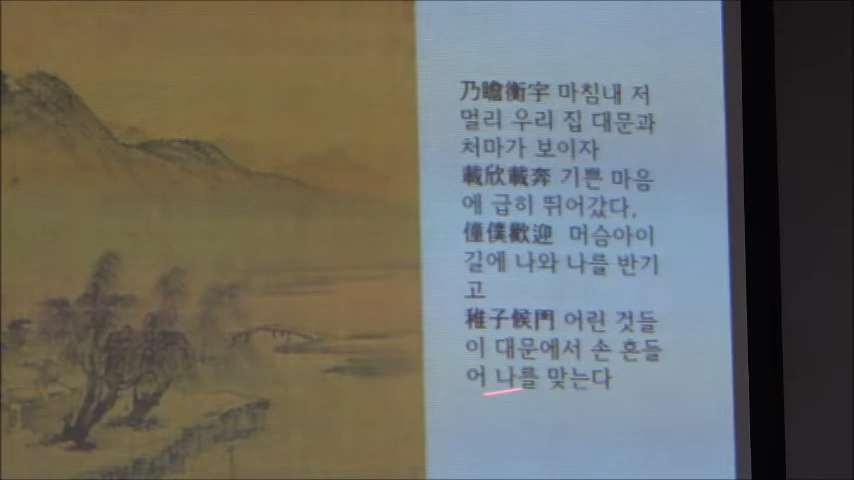 乃瞻衡宇 마침내 저
멀리 우리 집 대문과
처마가 보이자
載欣載奔 기쁜 마음
에 급히 뛰어갔다,
僮僕歡迎 머슴아이
길에 나와 나를 반기
고
稚子候門 어린 것들
이 대문에서 손 흔들
어 나를 맞는다